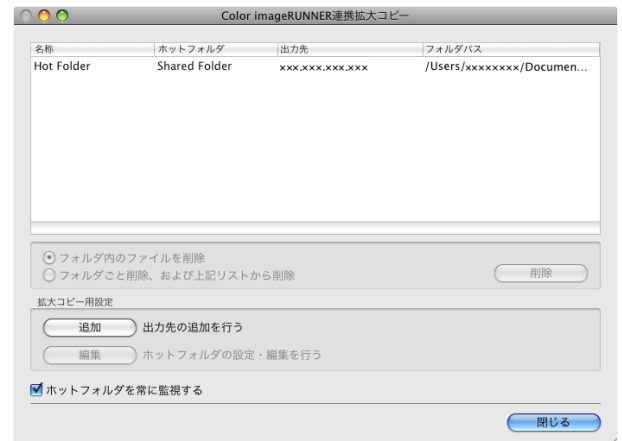 Color imageRUNNER連携拡大コピー
名称 ホットフォルダ 出力先 フォルダパス
Hot Folder Shared Folder xxx.xxx.xxx.xxx /Users/xxxxxxxx/Documen...
フォルダ内のファイルを削除
フォルダごと削除、および上記リストから削除 削除
拡大コピー用設定
追加 出力先の追加を行う
編集 ホットフォルダの設定・編集を行う
ホットフォルダを常に監視する
閉じる